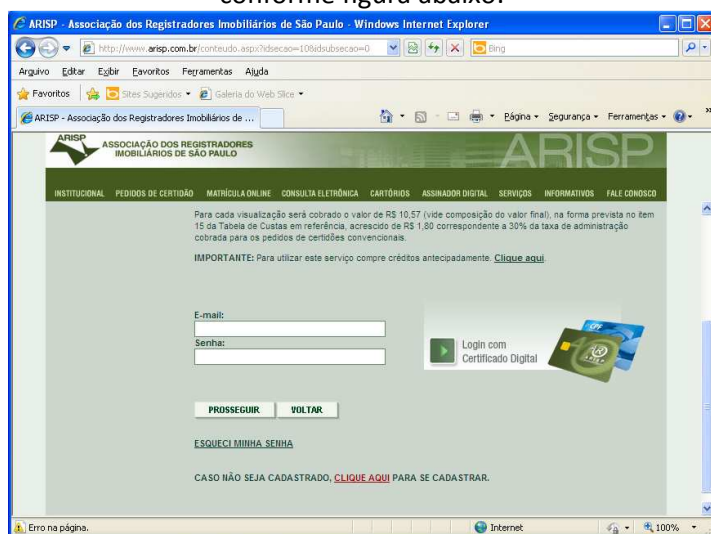 conforme figura abaixo:
ARISP - Associação dos Registradores Imobiliários de São Paulo - Windows Internet Explorer
http://www.arisp.com.br/conteudo.aspx?idsecao=10&idsubsecao=0
Bing
Arquivo Editar Exibir Favoritos Ferramentas Ajuda
Favoritos Sites Sugeridos Galeria do Web Slice
ARISP - Associação dos Registradores Imobiliários de ...
Página Segurança Ferramentas
ARISP
ASSOCIAÇÃO DOS REGISTRADORES
IMOBILIÁRIOS DE SÃO PAULO
ARISP
INSTITUCIONAL PEDIDOS DE CERTIDÃO MATRÍCULA ONLINE CONSULTA ELETRÔNICA CARTÓRIOS ASSINADOR DIGITAL SERVIÇOS INFORMATIVOS FALE CONOSCO
Para cada visualização será cobrado o valor de R$ 10,57 (vide composição do valor final), na forma prevista no item
15 da Tabela de Custas em referência, acrescido de R$ 1,80 correspondente a 30% da taxa de administração
cobrada para os pedidos de certidões convencionais.
IMPORTANTE: Para utilizar este serviço compre créditos antecipadamente. Clique aqui.
E-mail:
Senha:
Login com
Certificado Digital
CPF
PROSSEGUIR VOLTAR
ESQUECI MINHA SENHA
CASO NÃO SEJA CADASTRADO, CLIQUE AQUI PARA SE CADASTRAR.
Erro na página. Internet 100%